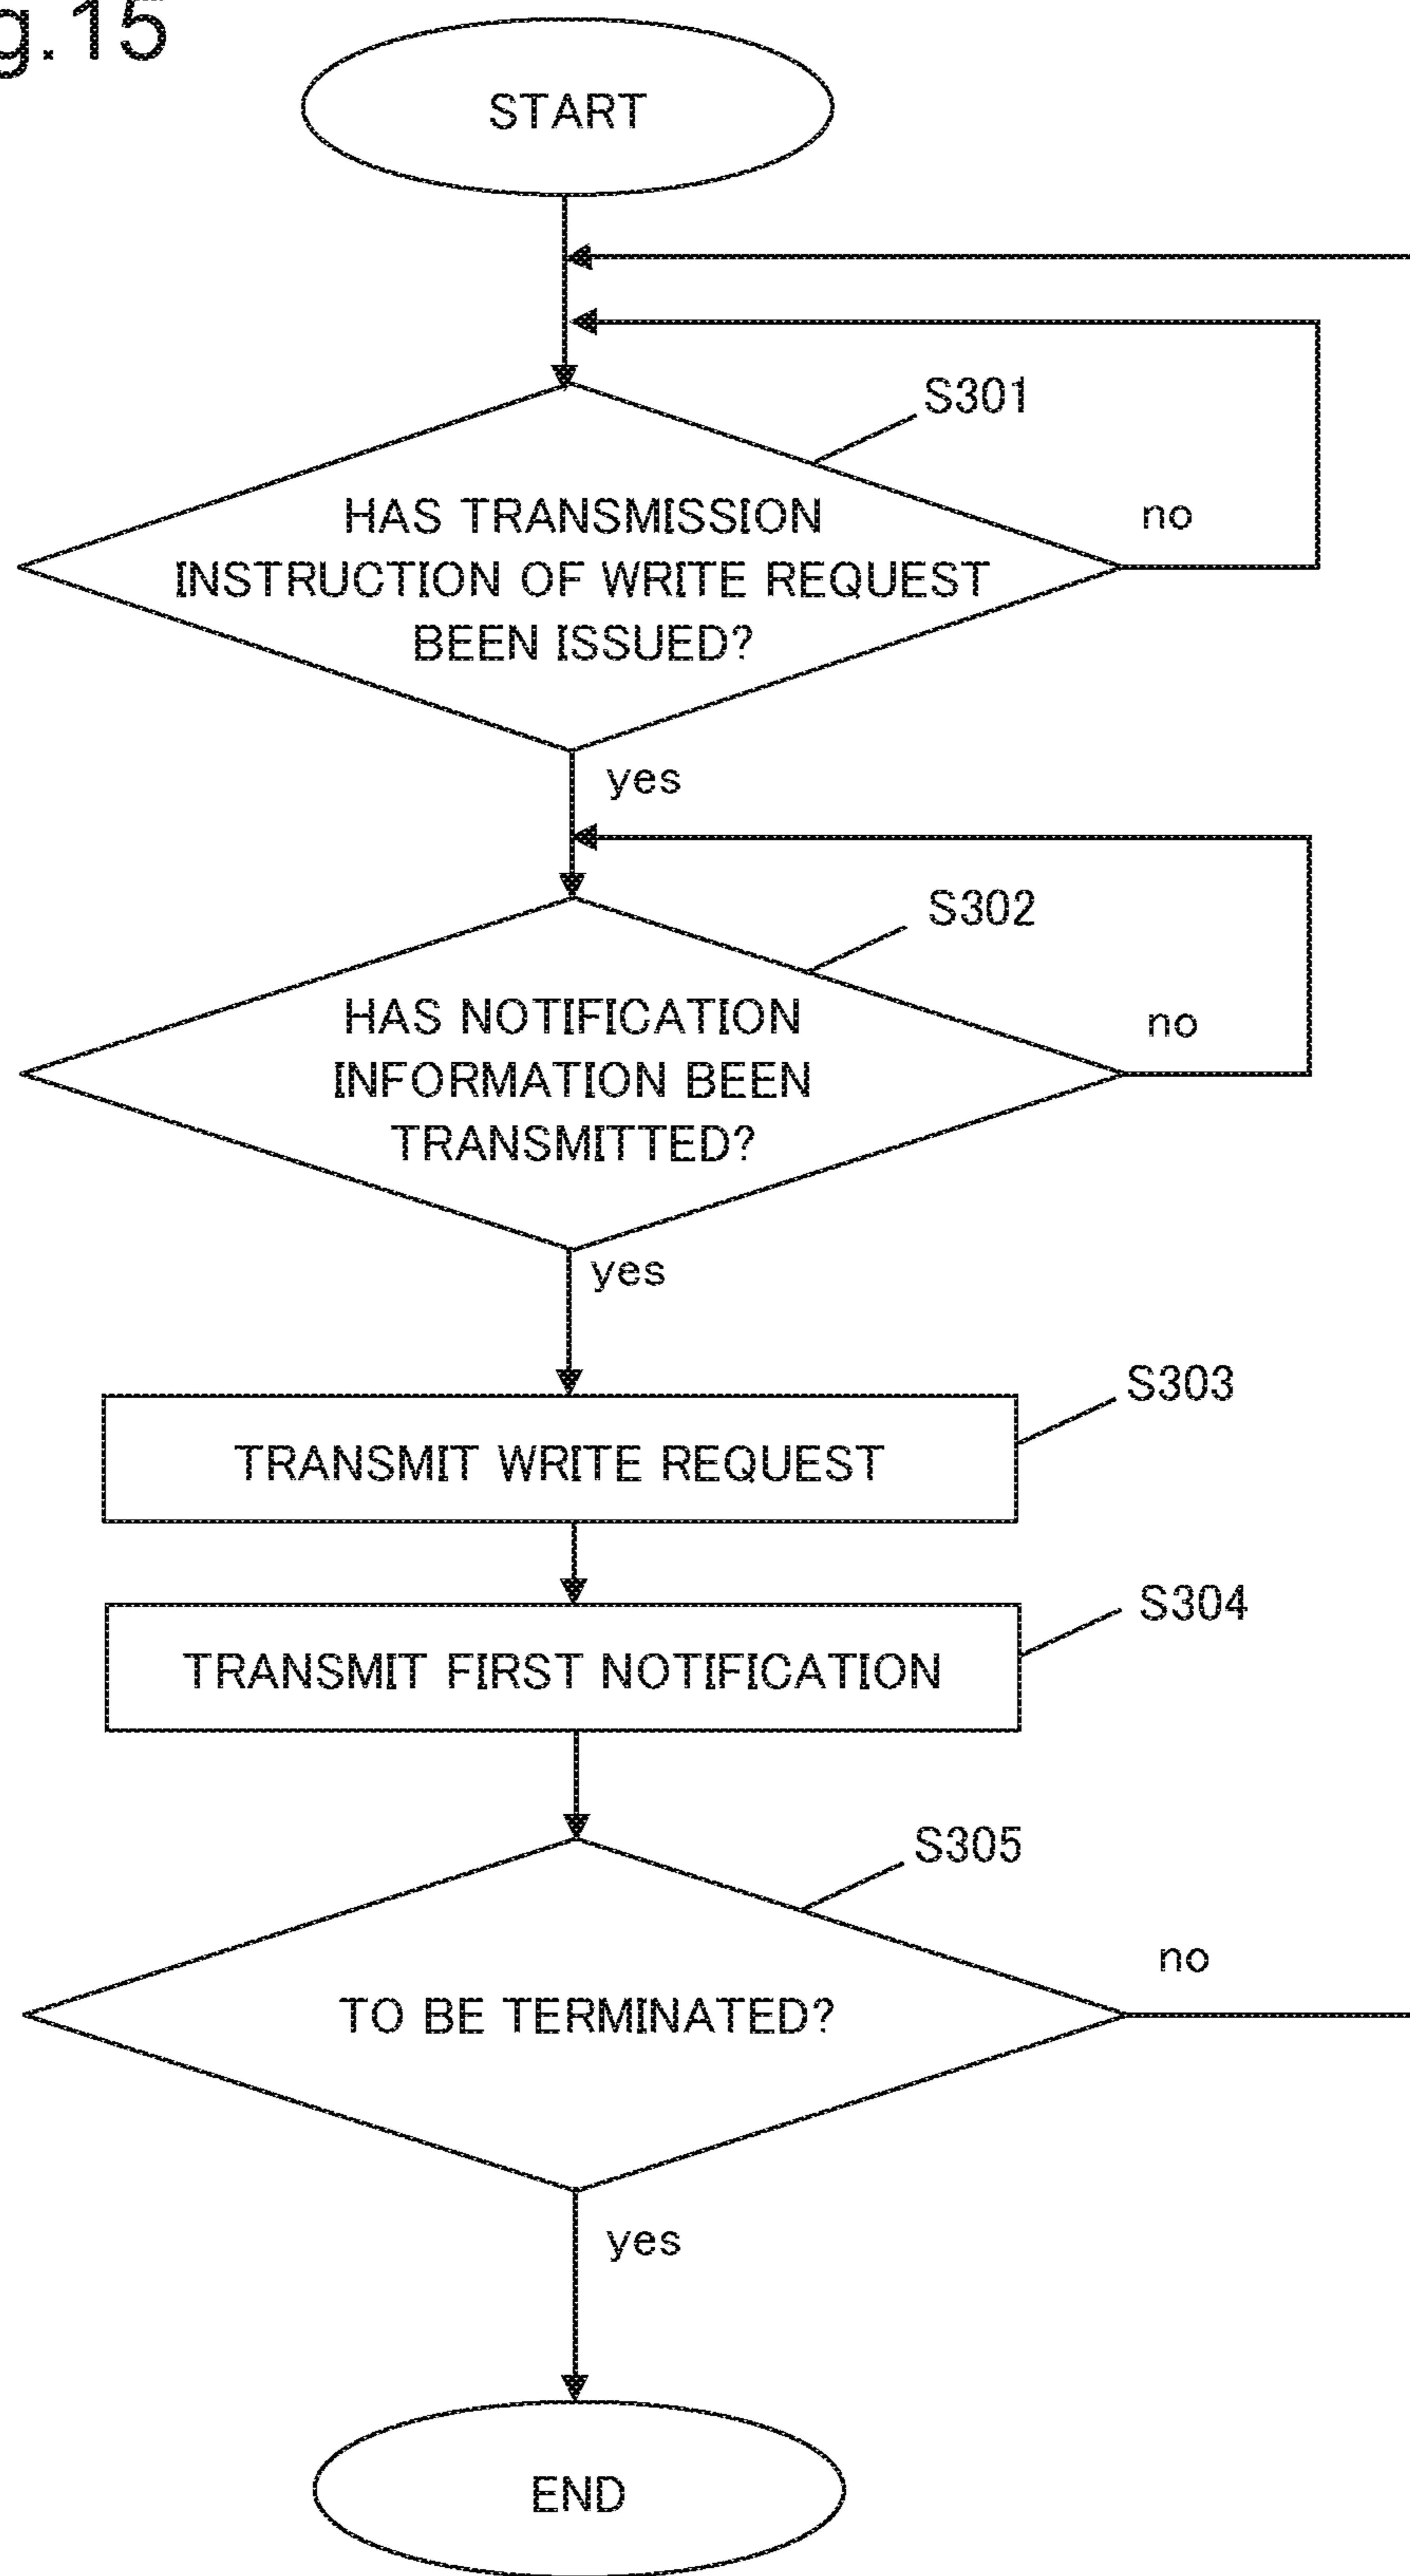 g.15
START
S301
HAS TRANSMISSION
INSTRUCTION OF WRITE REQUEST
BEEN ISSUED?
no
yes
S302
HAS NOTIFICATION
INFORMATION BEEN
TRANSMITTED?
no
yes
S303
TRANSMIT WRITE REQUEST
S304
TRANSMIT FIRST NOTIFICATION
S305
TO BE TERMINATED?
no
yes
END